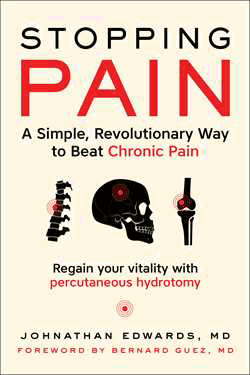 STOPPING
PAIN
A Simple, Revolutionary Way
to Beat Chronic Pain
Regain your vitality with
percutaneous hydrotomy
JOHNATHAN EDWARDS, MD
FOREWORD BY BERNARD GUEZ, MD